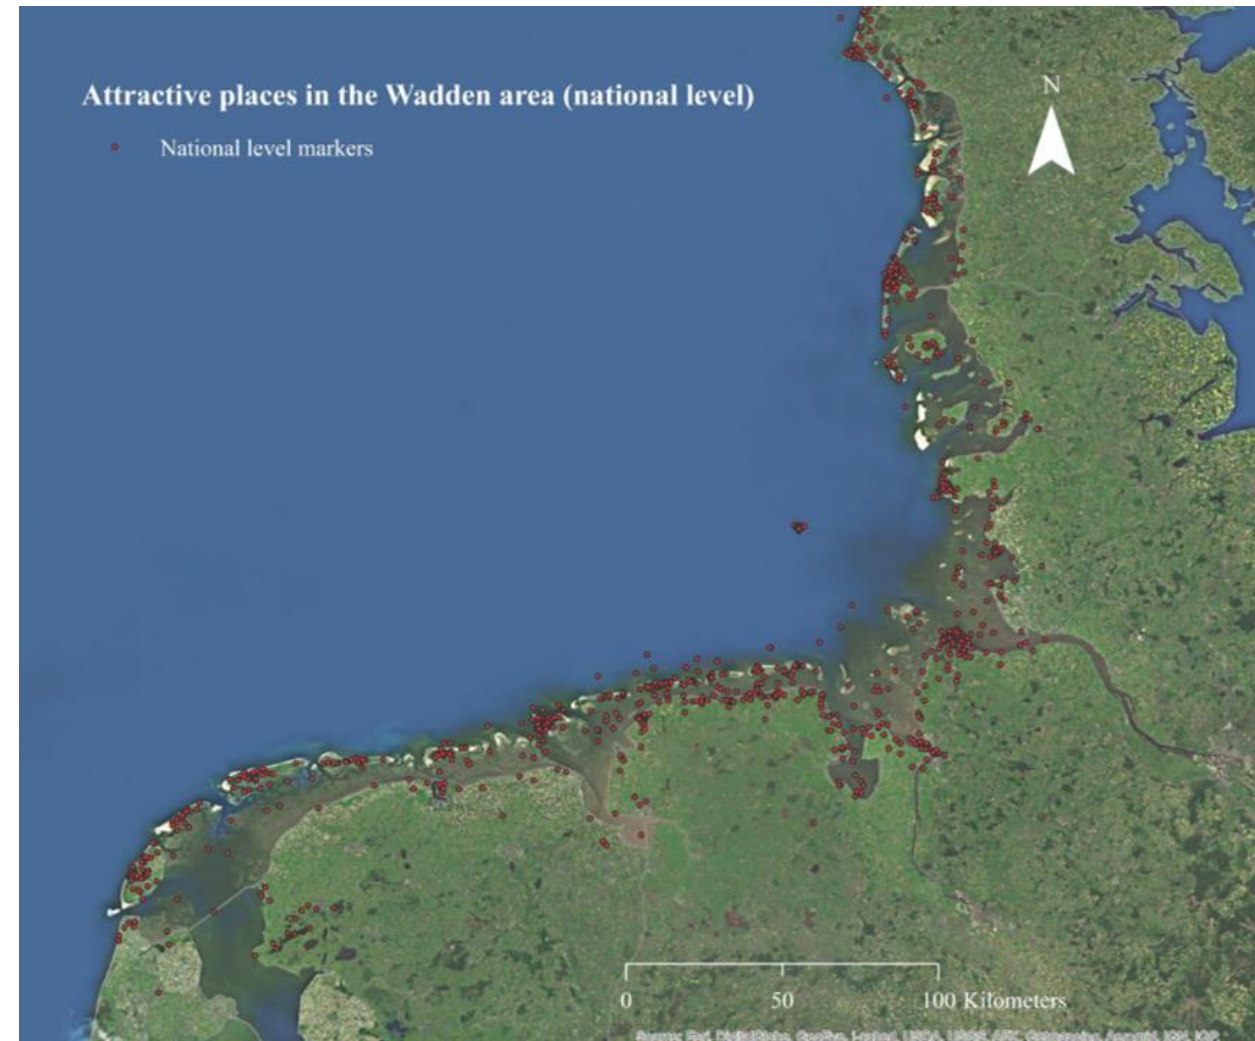 Attractive places in the Wadden area (national level)
N
National level markers
0 50 100 Kilometers